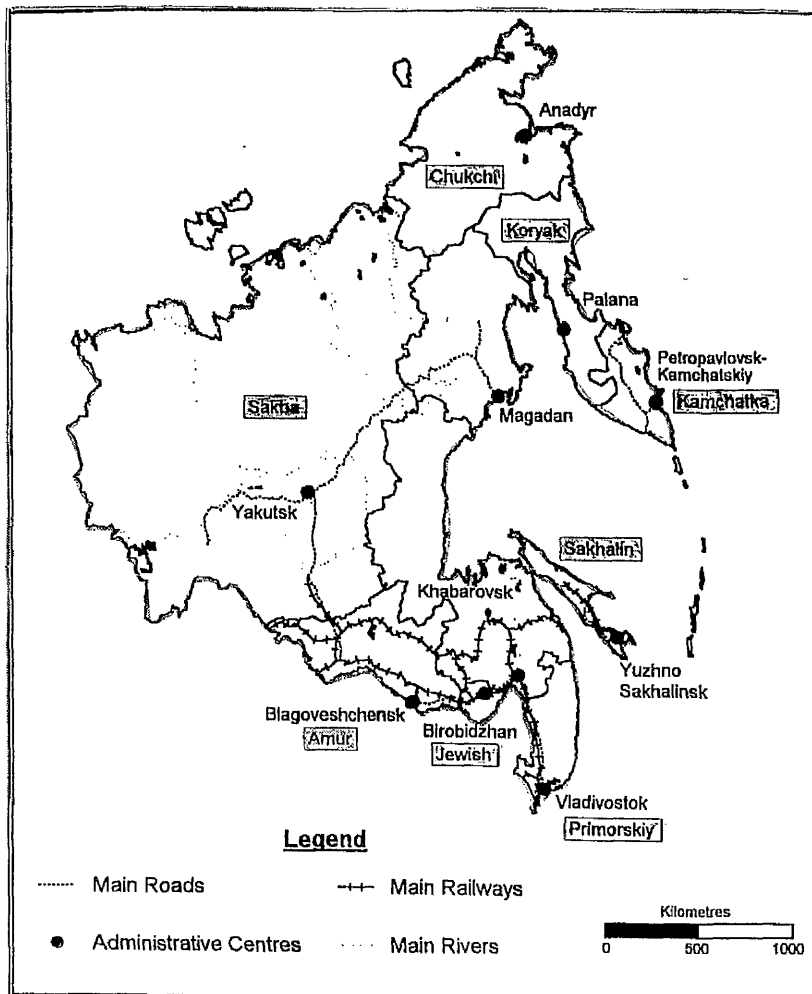 Anadyr
Chukchi
Koryak
Palana
Petropavlovsk-
Kamchatskiy
Kamchatka
Sakha
Magadan
Yakutsk
Sakhalin
Khabarovsk
Yuzhno
Sakhalinsk
Blagoveshchensk
Amur
Birobidzhan
Jewish
Vladivostok
Primorskiy
Legend
Main Roads
Main Railways
Administrative Centres
Main Rivers
Kilometres
0 500 1000